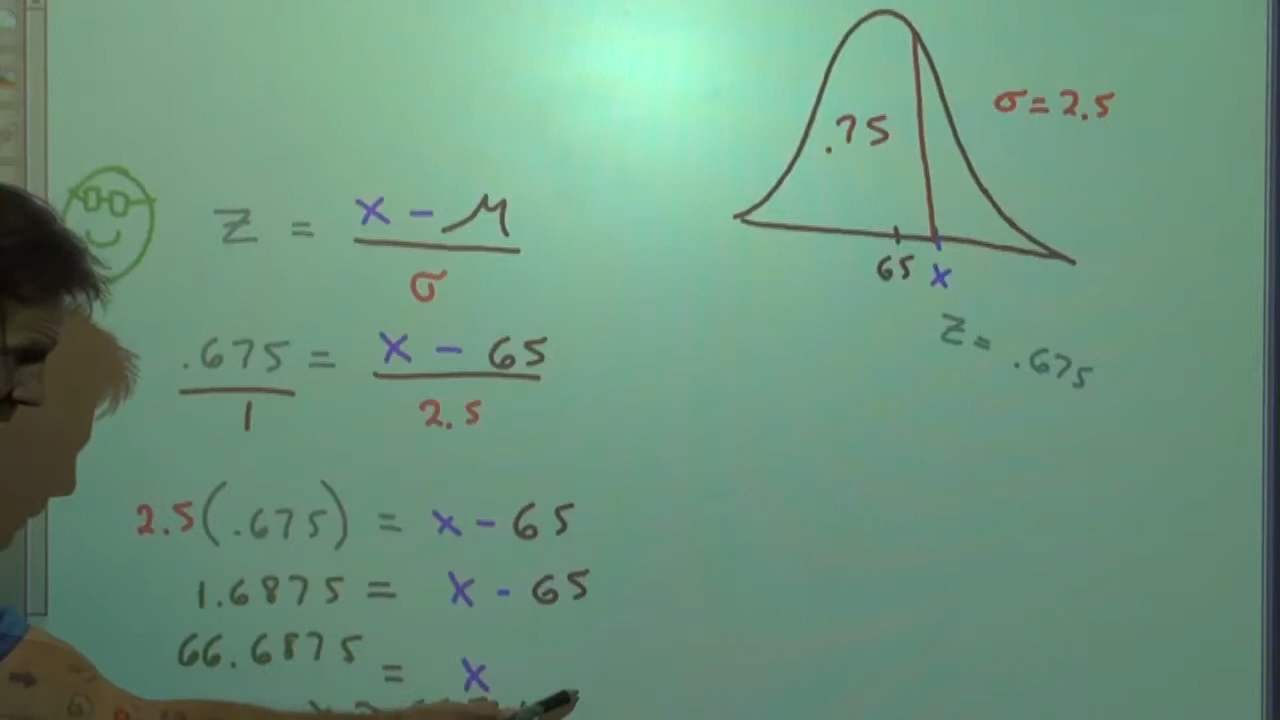 z = x - μ
σ
.675 = x - 65
1 2.5
2.5(.675) = x - 65
1.6875 = x - 65
66.6875 = x
.75
σ = 2.5
65 x
z = .675